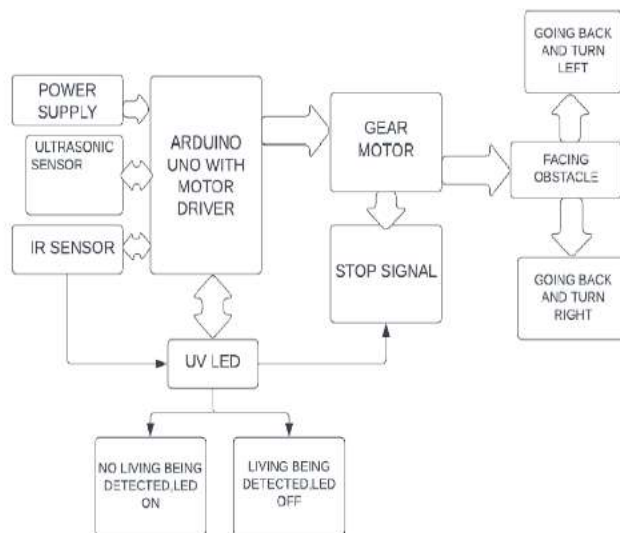 POWER
SUPPLY
ULTRASONIC
SENSOR
IR SENSOR
ARDUINO
UNO WITH
MOTOR
DRIVER
GEAR
MOTOR
STOP SIGNAL
GOING BACK
AND TURN
LEFT
FACING
OBSTACLE
GOING BACK
AND TURN
RIGHT
UV LED
NO LIVING BEING
DETECTED,LED
ON
LIVING BEING
DETECTED,LED
OFF